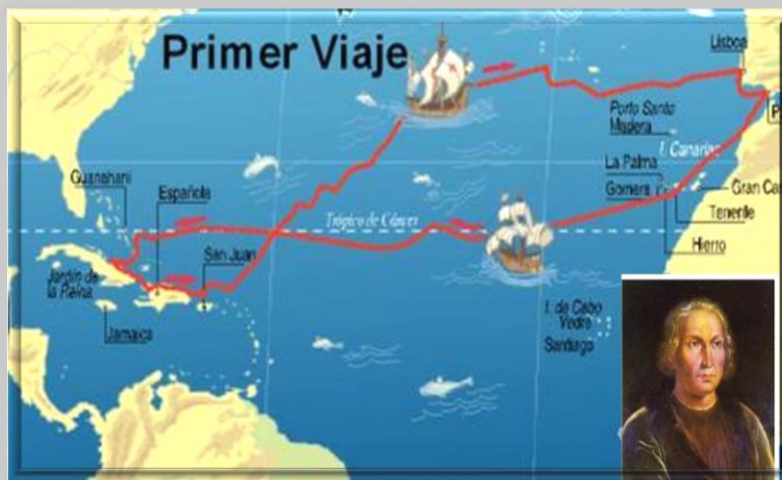 Primer Viaje
Lisboa
Porto Santo
Madera
I. Canarias
La Palma
Gomera
Gran Ca
Tenerife
Hierro
Guanahani
Española
Trópico de Cáncer
San Juan
Jardín de
la Reina
Jamaica
I. de Cabo
Verde
Santiago
P